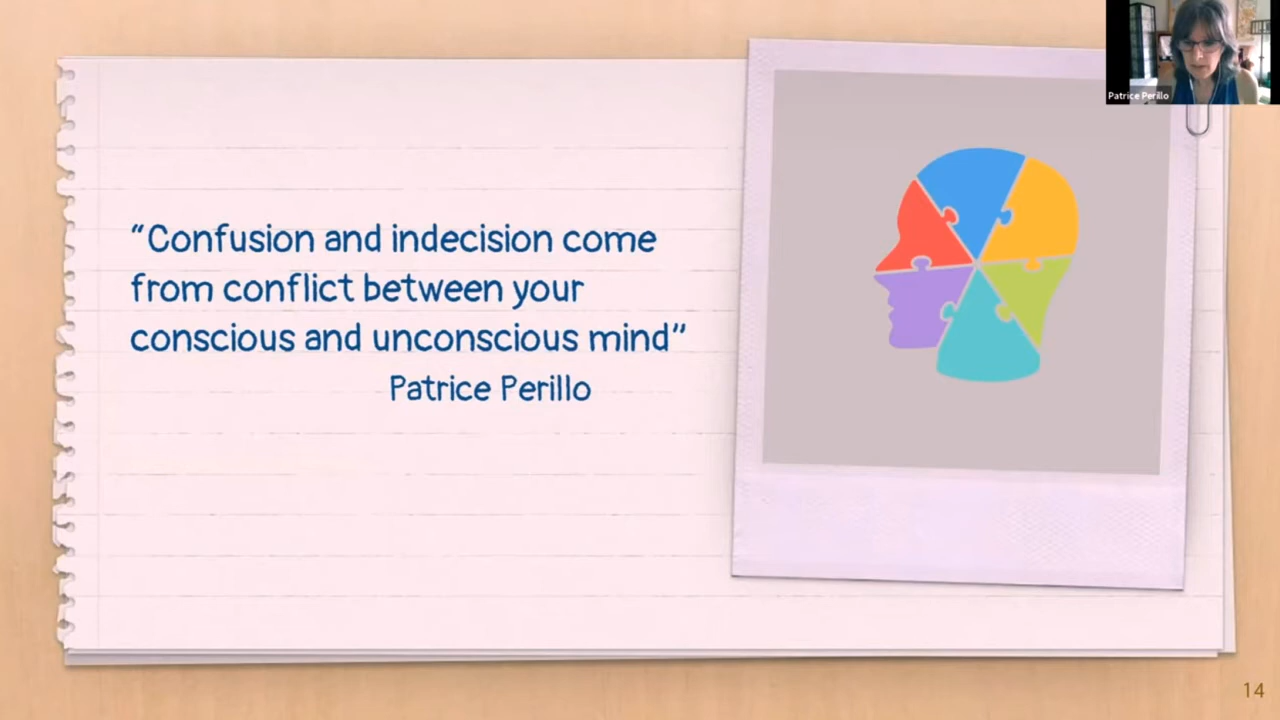 “Confusion and indecision come
from conflict between your
conscious and unconscious mind”
Patrice Perillo
Patrice Perillo
14